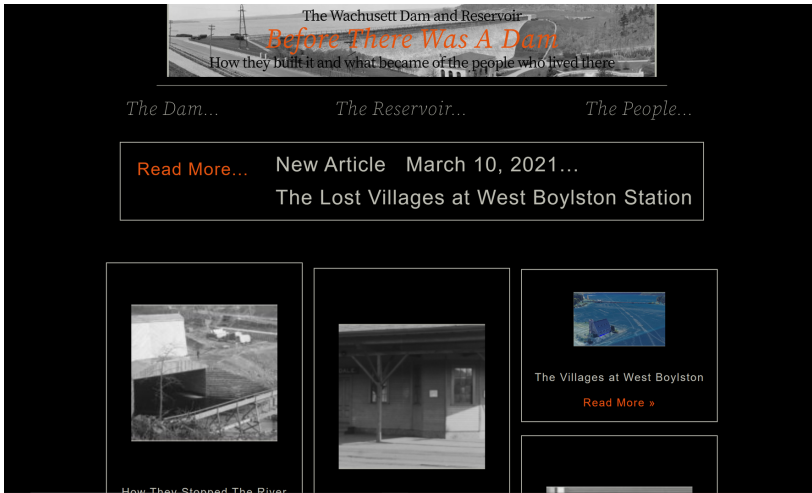 The Wachusett Dam and Reservoir
Before There Was A Dam
How they built it and what became of the people who lived there
The Dam...
The Reservoir...
The People...
Read More...
New Article March 10, 2021...
The Lost Villages at West Boylston Station
The Villages at West Boylston
Read More »
How They Stopped The River